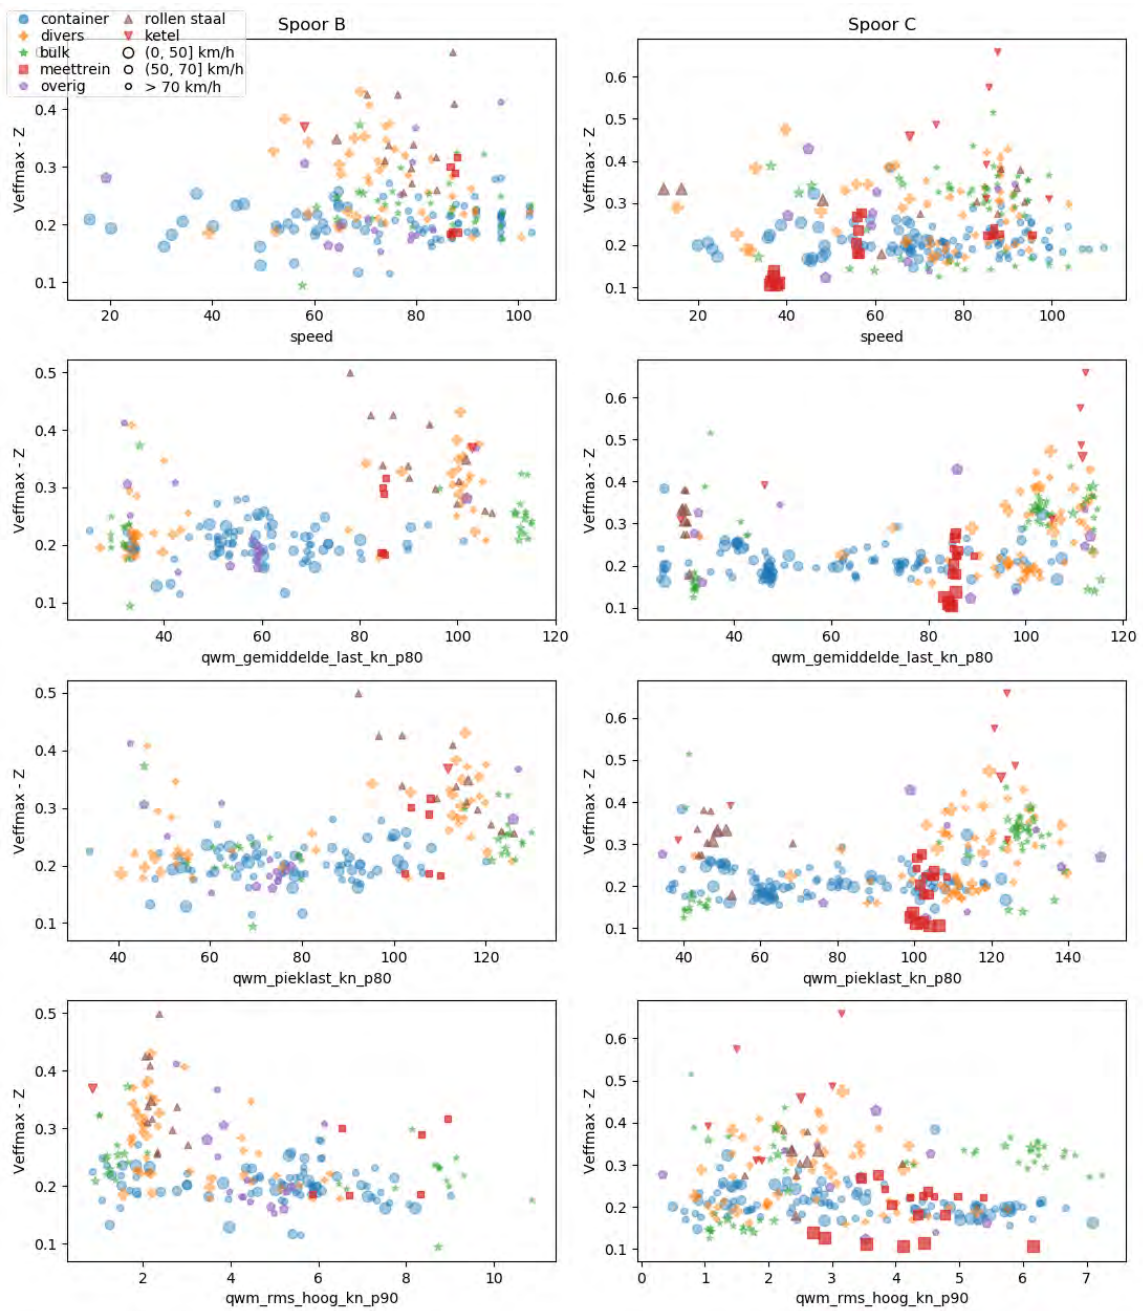 container
divers
bulk
meettrein
overig
rollen staal
ketel
(0, 50] km/h
(50, 70] km/h
> 70 km/h
Spoor B
0.4
0.3
0.2
0.1
Veffmax - Z
20 40 60 80 100
speed
Spoor C
0.6
0.5
0.4
0.3
0.2
0.1
Veffmax - Z
20 40 60 80 100
speed
0.5
0.4
0.3
0.2
0.1
Veffmax - Z
40 60 80 100 120
qwm_gemiddelde_last_kn_p80
0.6
0.5
0.4
0.3
0.2
0.1
Veffmax - Z
40 60 80 100 120
qwm_gemiddelde_last_kn_p80
0.5
0.4
0.3
0.2
0.1
Veffmax - Z
40 60 80 100 120
qwm_pieklast_kn_p80
0.6
0.5
0.4
0.3
0.2
0.1
Veffmax - Z
40 60 80 100 120 140
qwm_pieklast_kn_p80
0.5
0.4
0.3
0.2
0.1
Veffmax - Z
2 4 6 8 10
qwm_rms_hoog_kn_p90
0.6
0.5
0.4
0.3
0.2
0.1
Veffmax - Z
0 1 2 3 4 5 6 7
qwm_rms_hoog_kn_p90